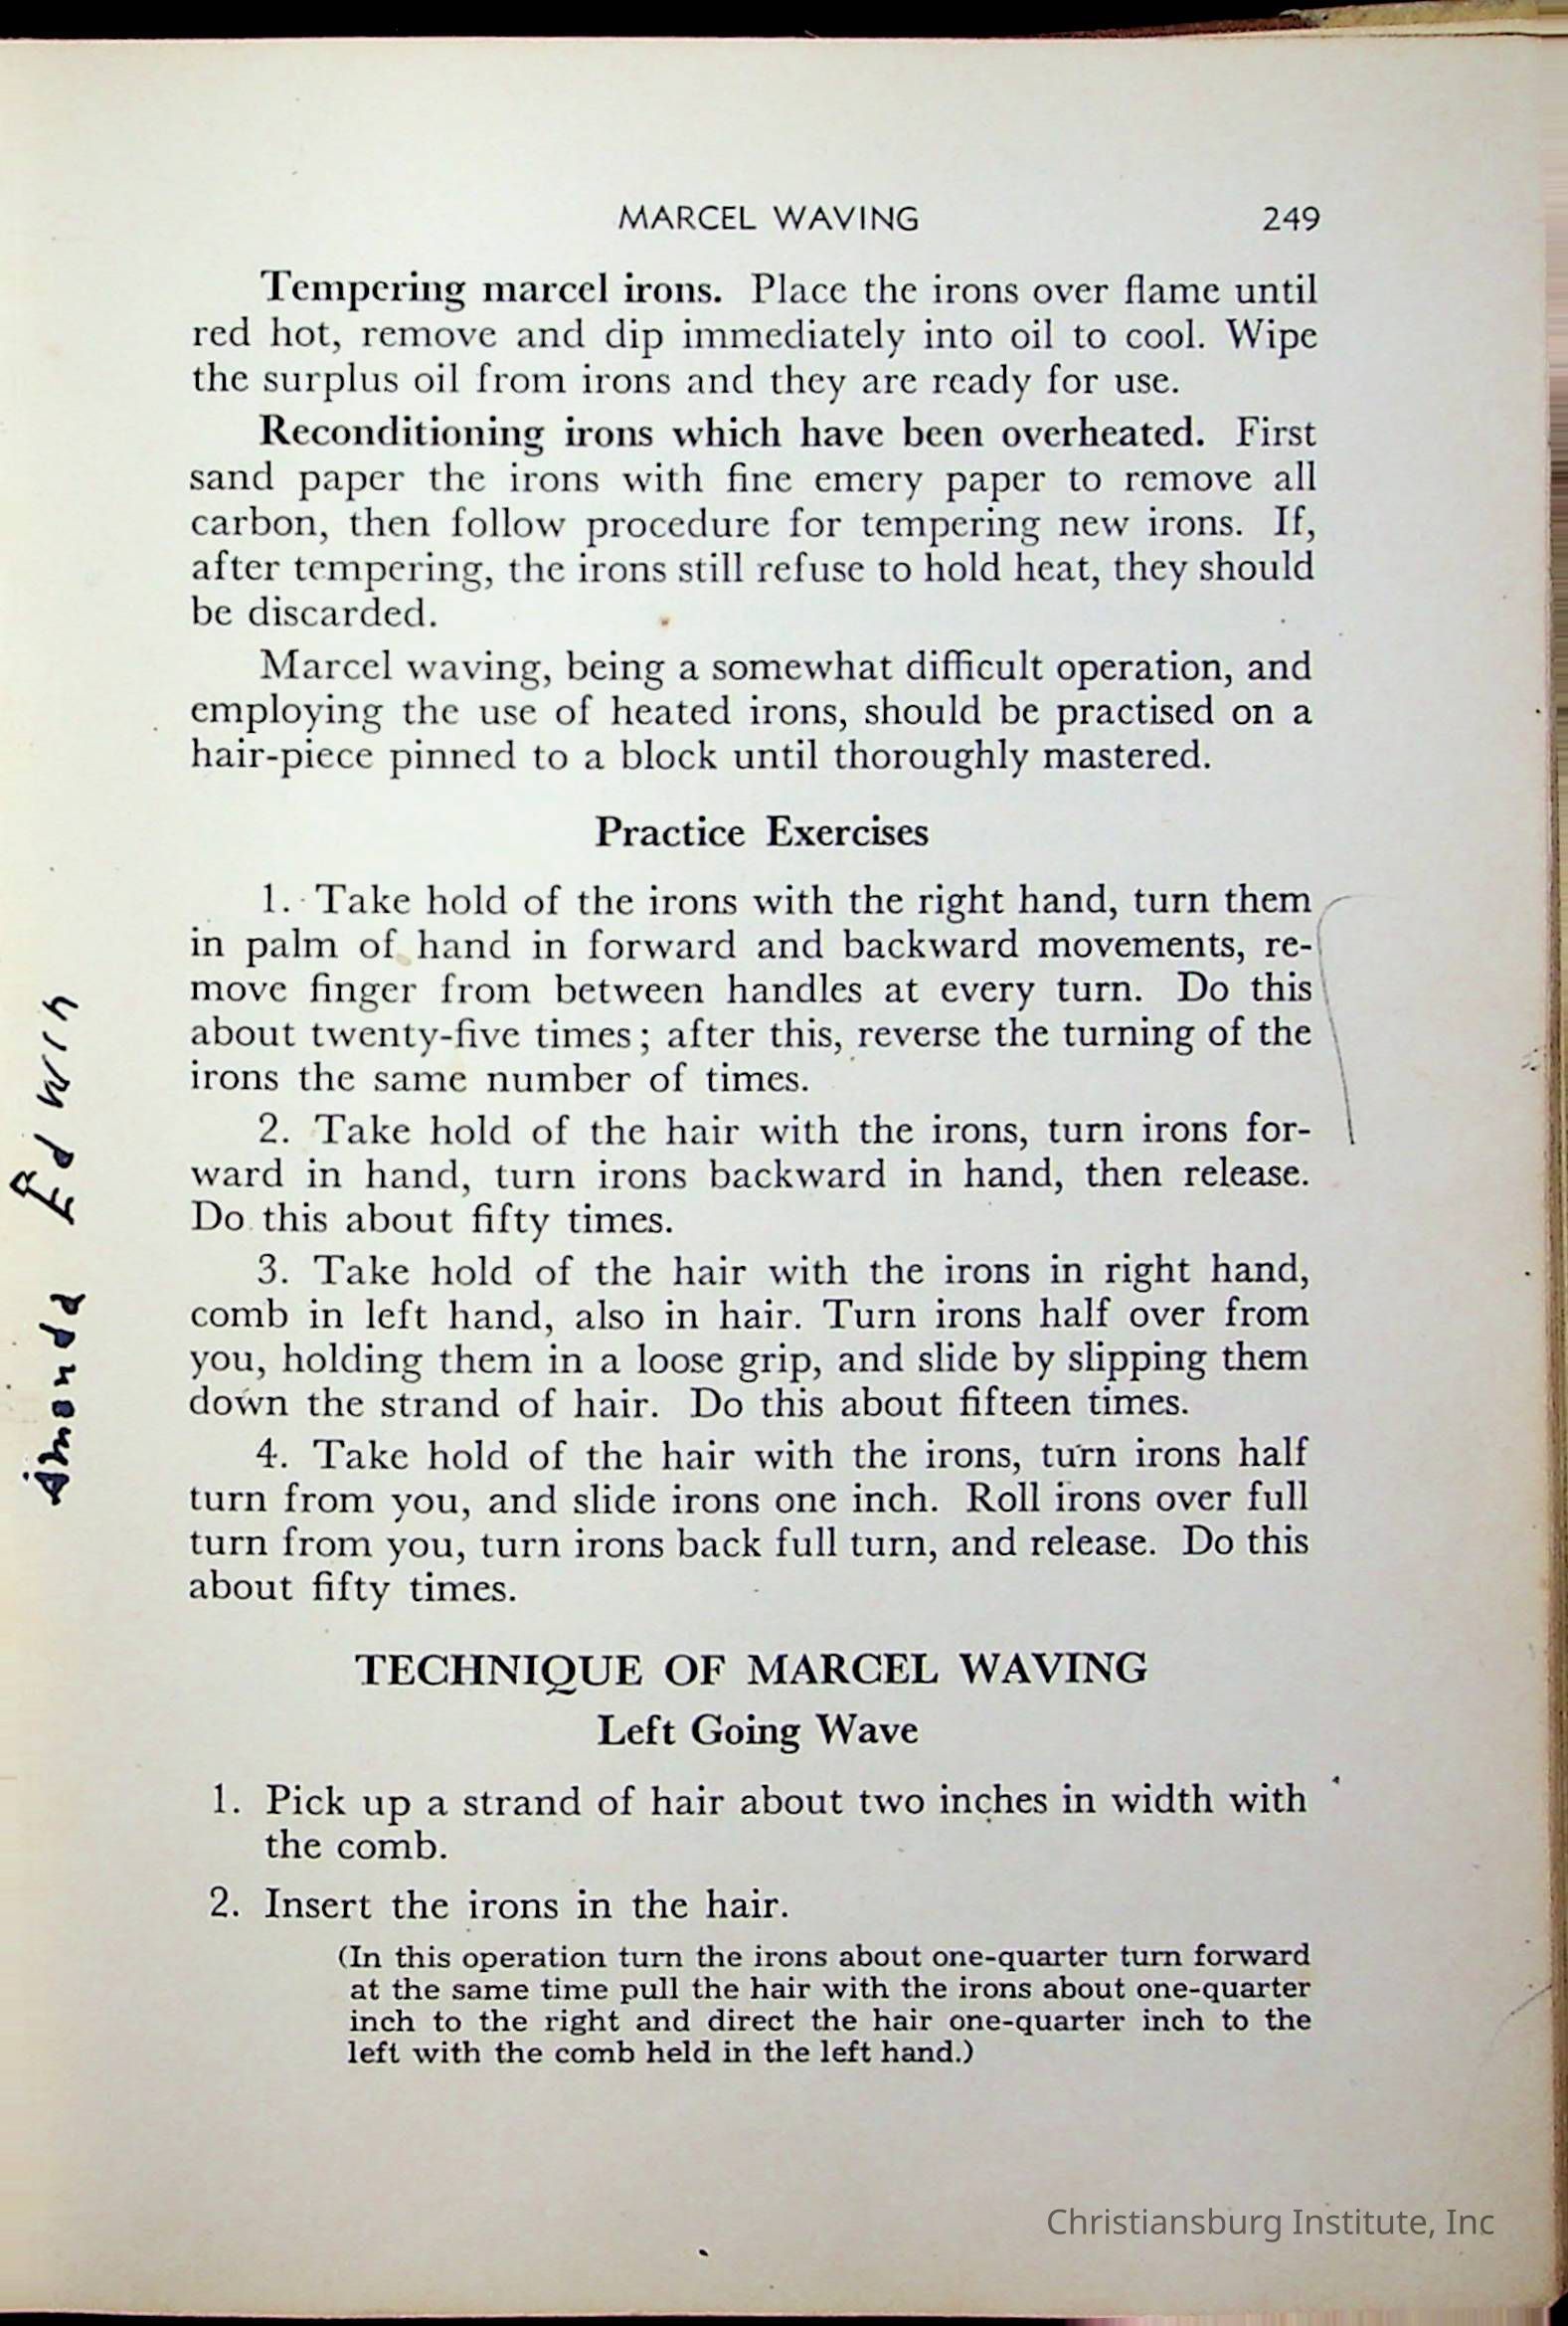 MARCEL WAVING 249
Tempering marcel irons. Place the irons over flame until
red hot, remove and dip immediately into oil to cool. Wipe
the surplus oil from irons and they are ready for use.
Reconditioning irons which have been overheated. First
sand paper the irons with fine emery paper to remove all
carbon, then follow procedure for tempering new irons. If,
after tempering, the irons still refuse to hold heat, they should
be discarded.
Marcel waving, being a somewhat difficult operation, and
employing the use of heated irons, should be practised on a
hair-piece pinned to a block until thoroughly mastered.
Practice Exercises
1. Take hold of the irons with the right hand, turn them
in palm of hand in forward and backward movements, re-
move finger from between handles at every turn. Do this
about twenty-five times; after this, reverse the turning of the
irons the same number of times.
2. Take hold of the hair with the irons, turn irons for-
ward in hand, turn irons backward in hand, then release.
Do this about fifty times.
3. Take hold of the hair with the irons in right hand,
comb in left hand, also in hair. Turn irons half over from
you, holding them in a loose grip, and slide by slipping them
down the strand of hair. Do this about fifteen times.
4. Take hold of the hair with the irons, turn irons half
turn from you, and slide irons one inch. Roll irons over full
turn from you, turn irons back full turn, and release. Do this
about fifty times.
TECHNIQUE OF MARCEL WAVING
Left Going Wave
1. Pick up a strand of hair about two inches in width with
the comb.
2. Insert the irons in the hair.
(In this operation turn the irons about one-quarter turn forward
at the same time pull the hair with the irons about one-quarter
inch to the right and direct the hair one-quarter inch to the
left with the comb held in the left hand.)
Christiansburg Institute, Inc